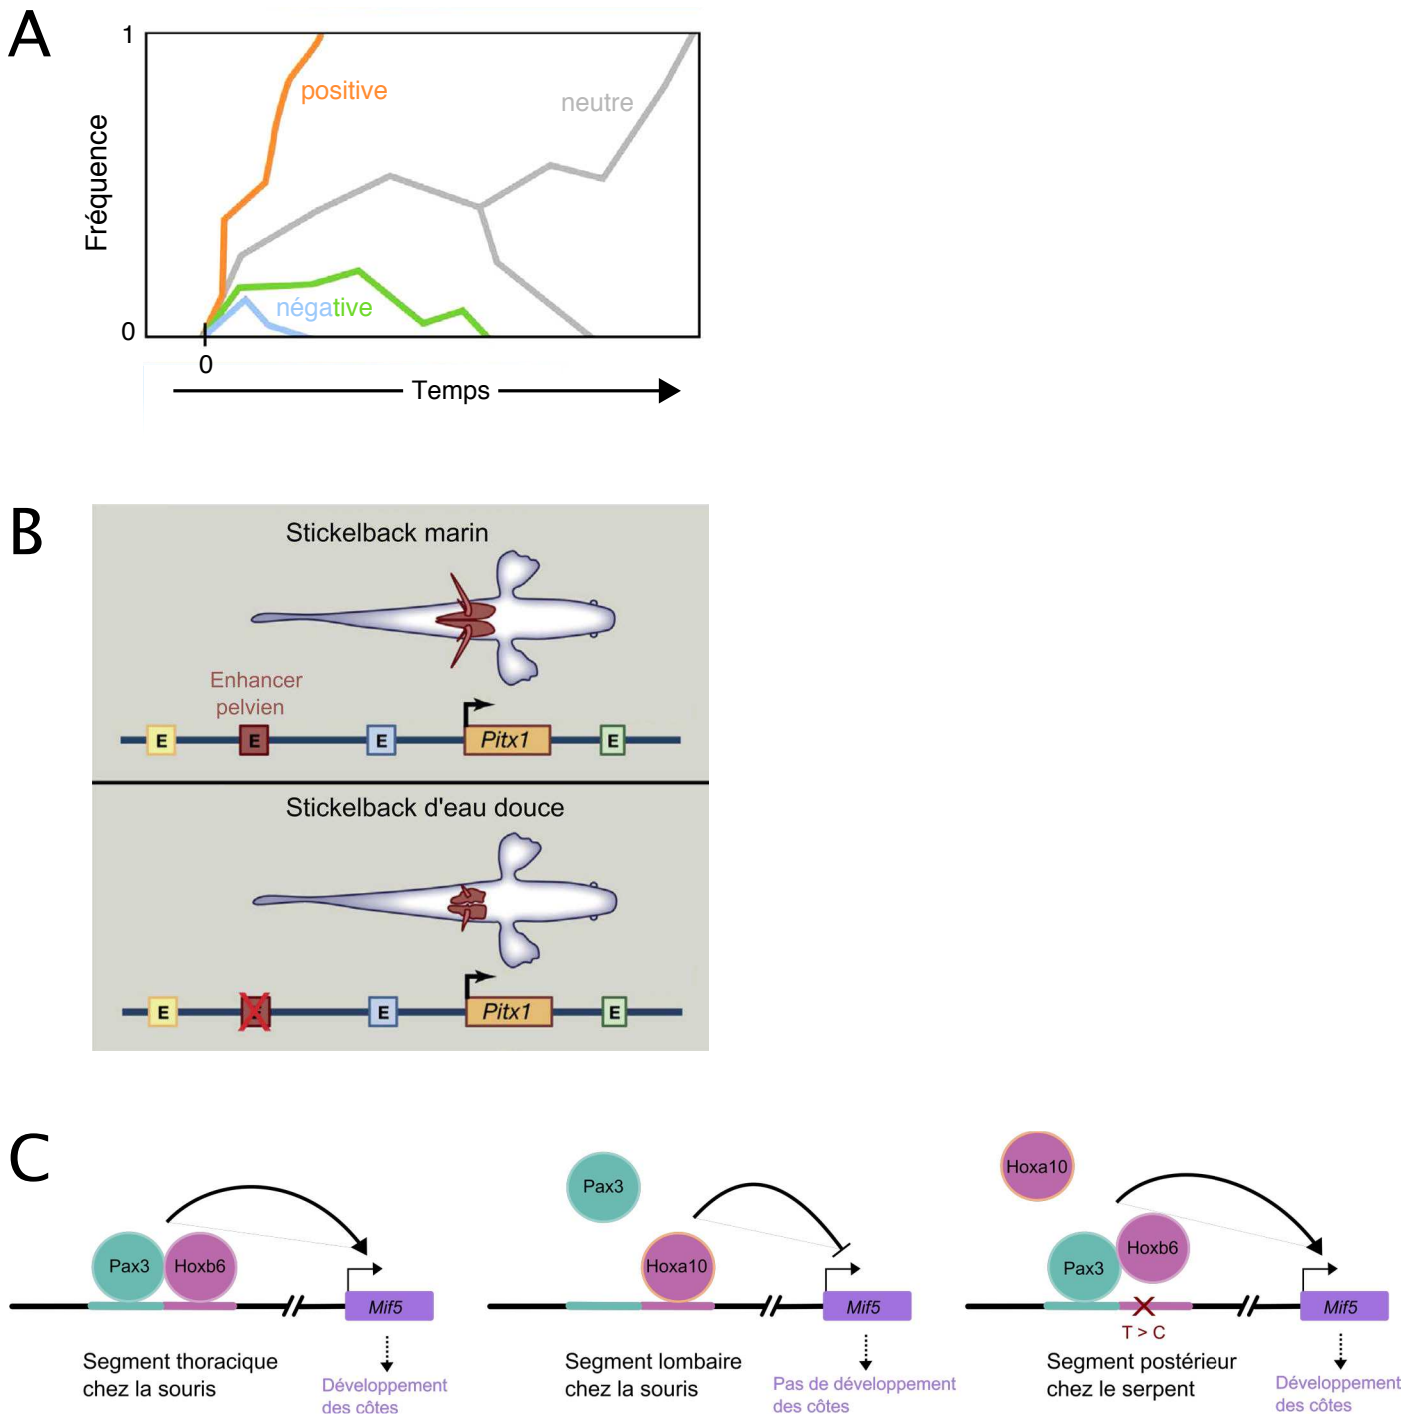 A
1
positive
neutre
Fréquence
négative
0
0
Temps
B
Stickelback marin
Enhancer
pelvien
E
E
E
Pitx1
E
Stickelback d'eau douce
E
E
Pitx1
E
C
Pax3
Hoxb6
Mif5
Segment thoracique
chez la souris
Développement
des côtes
Pax3
Hoxa10
Mif5
Segment lombaire
chez la souris
Pas de développement
des côtes
Hoxa10
Pax3
Hoxb6
T > C
Mif5
Segment postérieur
chez le serpent
Développement
des côtes